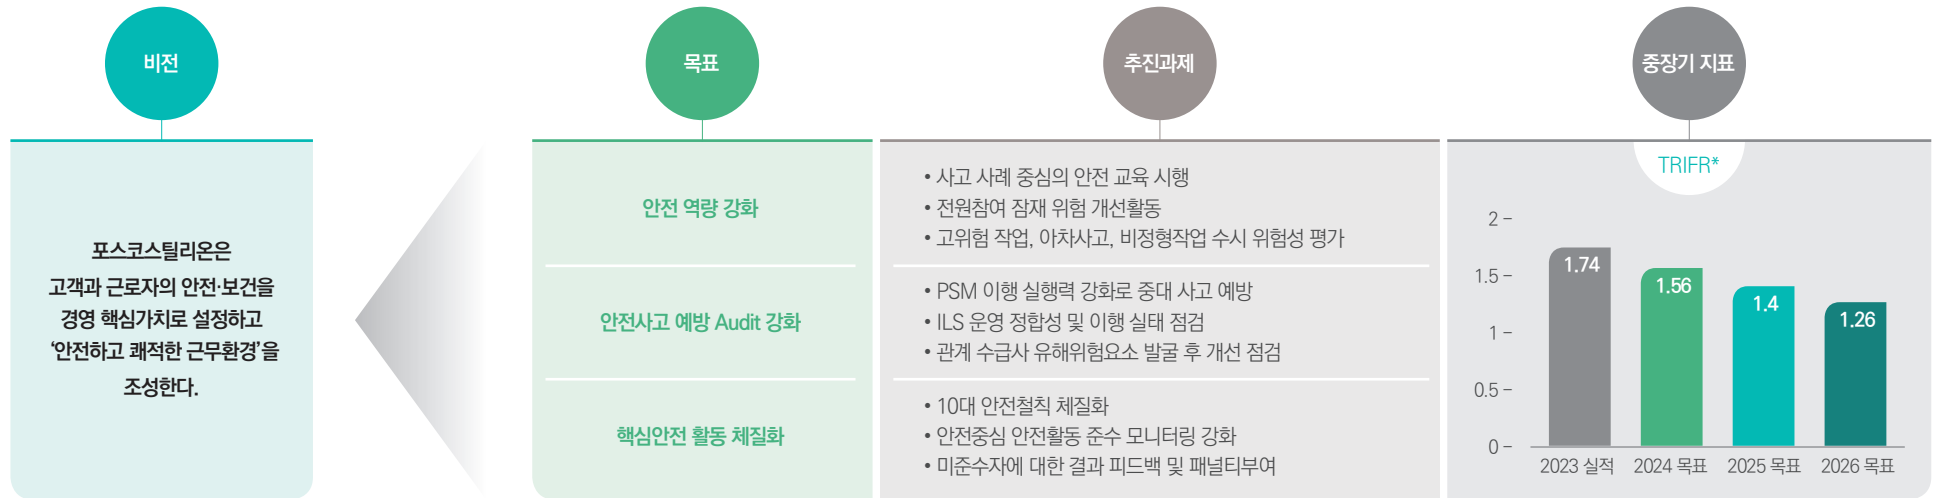 비전
포스코스틸리온은
고객과 근로자의 안전·보건을
경영 핵심가치로 설정하고
‘안전하고 쾌적한 근무환경’을
조성한다.
목표
안전 역량 강화
안전사고 예방 Audit 강화
핵심안전 활동 체질화
추진과제
• 사고 사례 중심의 안전 교육 시행
• 전원참여 잠재 위험 개선활동
• 고위험 작업, 아차사고, 비정형작업 수시 위험성 평가
• PSM 이행 실행력 강화로 중대 사고 예방
• ILS 운영 정합성 및 이행 실태 점검
• 관계 수급사 유해위험요소 발굴 후 개선 점검
• 10대 안전철칙 체질화
• 안전중심 안전활동 준수 모니터링 강화
• 미준수자에 대한 결과 피드백 및 패널티부여
중장기 지표
TRIFR*
2
1.5
1
0.5
0
1.74
1.56
1.4
1.26
2023 실적
2024 목표
2025 목표
2026 목표